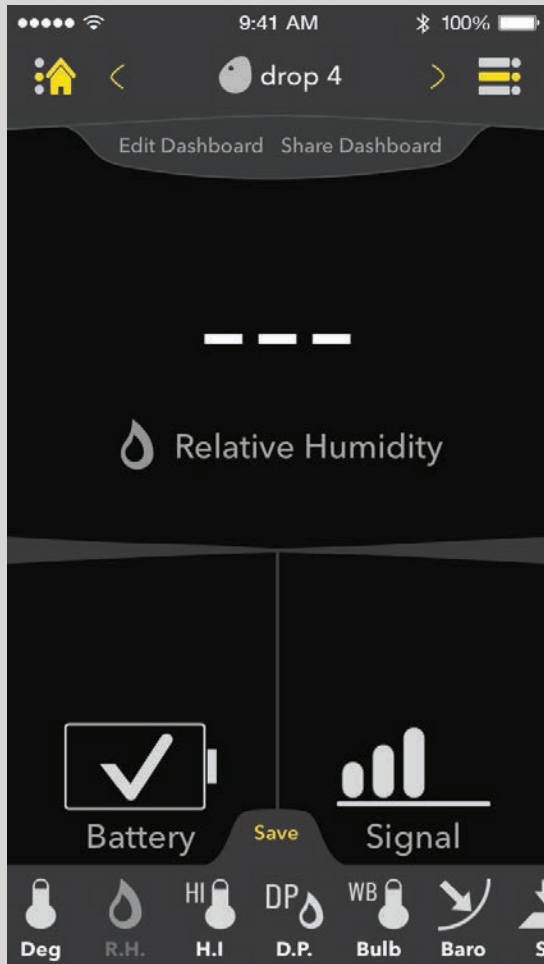 9:41 AM 100%
drop 4
Edit Dashboard Share Dashboard
---
Relative Humidity
Battery Save Signal
HI DP WB
Deg R.H. H.I D.P. Bulb Baro S